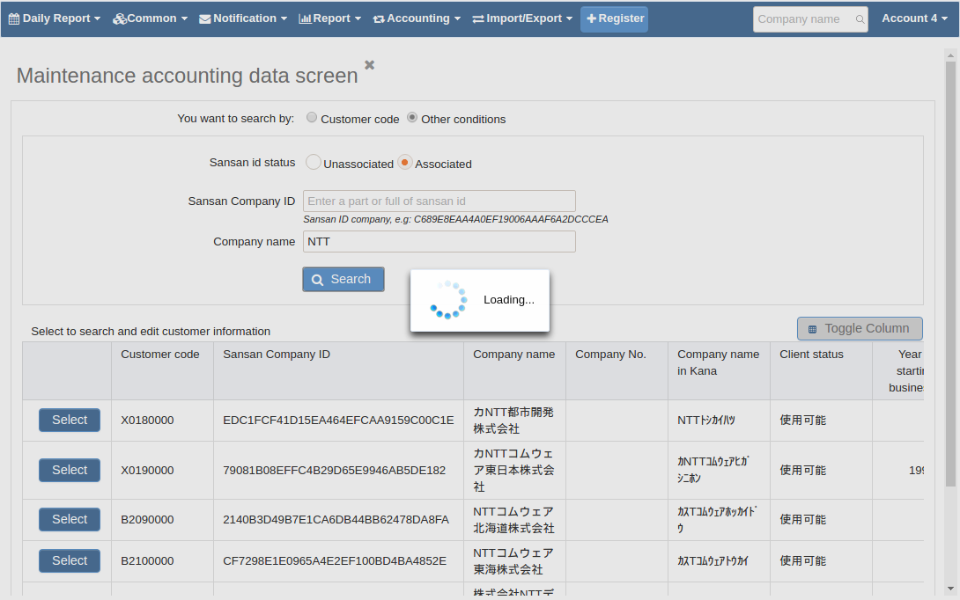 Daily Report Common Notification Report Accounting Import/Export Register Company name Account 4
Maintenance accounting data screen
You want to search by: Customer code Other conditions
Sansan id status Unassociated Associated
Sansan Company ID Enter a part or full of sansan id
Sansan ID company, e.g: C689E8EAA4A0EF19006AAAF6A2DCCCEA
Company name NTT
Search
Loading...
Select to search and edit customer information
Toggle Column
Customer code Sansan Company ID Company name Company No. Company name Client status Year
in Kana startin
busines
Select X0180000 EDC1FCF41D15EA464EFCAA9159C00C1E カNTT都市開発 NTTﾄｼｶｲﾊﾂ 使用可能
株式会社
Select X0190000 79081B08EFFC4B29D65E9946AB5DE182 カNTTコムウェ ｶNTTｺﾑｳｪｱﾋｶﾞ 使用可能 199
ア東日本株式会 ｼﾆﾎﾝ
社
Select B2090000 2140B3D49B7E1CA6DB44BB62478DA8FA NTTコムウェア ｶｽTｺﾑｳｪｱﾎｯｶｲﾄﾞ 使用可能
北海道株式会社 ｳ
Select B2100000 CF7298E1E0965A4E2EF100BD4BA4852E NTTコムウェア ｶｽTｺﾑｳｪｱﾄｳｶｲ 使用可能
東海株式会社
株式会社NTTデ